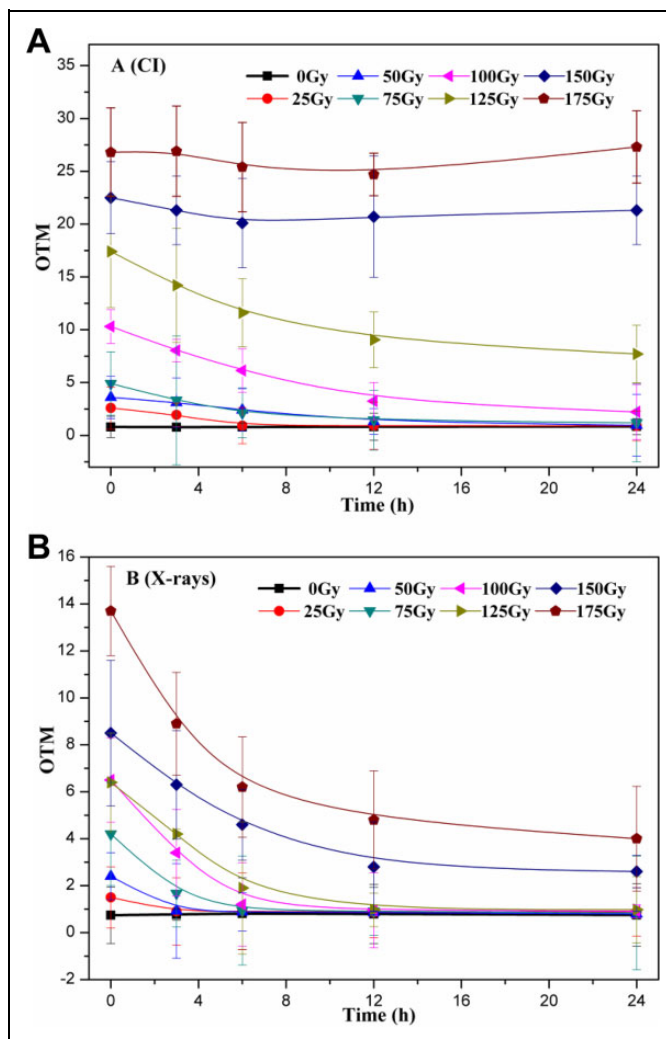 A
A (CI)
0Gy 50Gy 100Gy 150Gy
25Gy 75Gy 125Gy 175Gy
35
30
25
20
15
10
5
0
OTM
0 4 8 12 16 20 24
Time (h)
B
B (X-rays)
0Gy 50Gy 100Gy 150Gy
25Gy 75Gy 125Gy 175Gy
16
14
12
10
8
6
4
2
0
-2
OTM
0 4 8 12 16 20 24
Time (h)